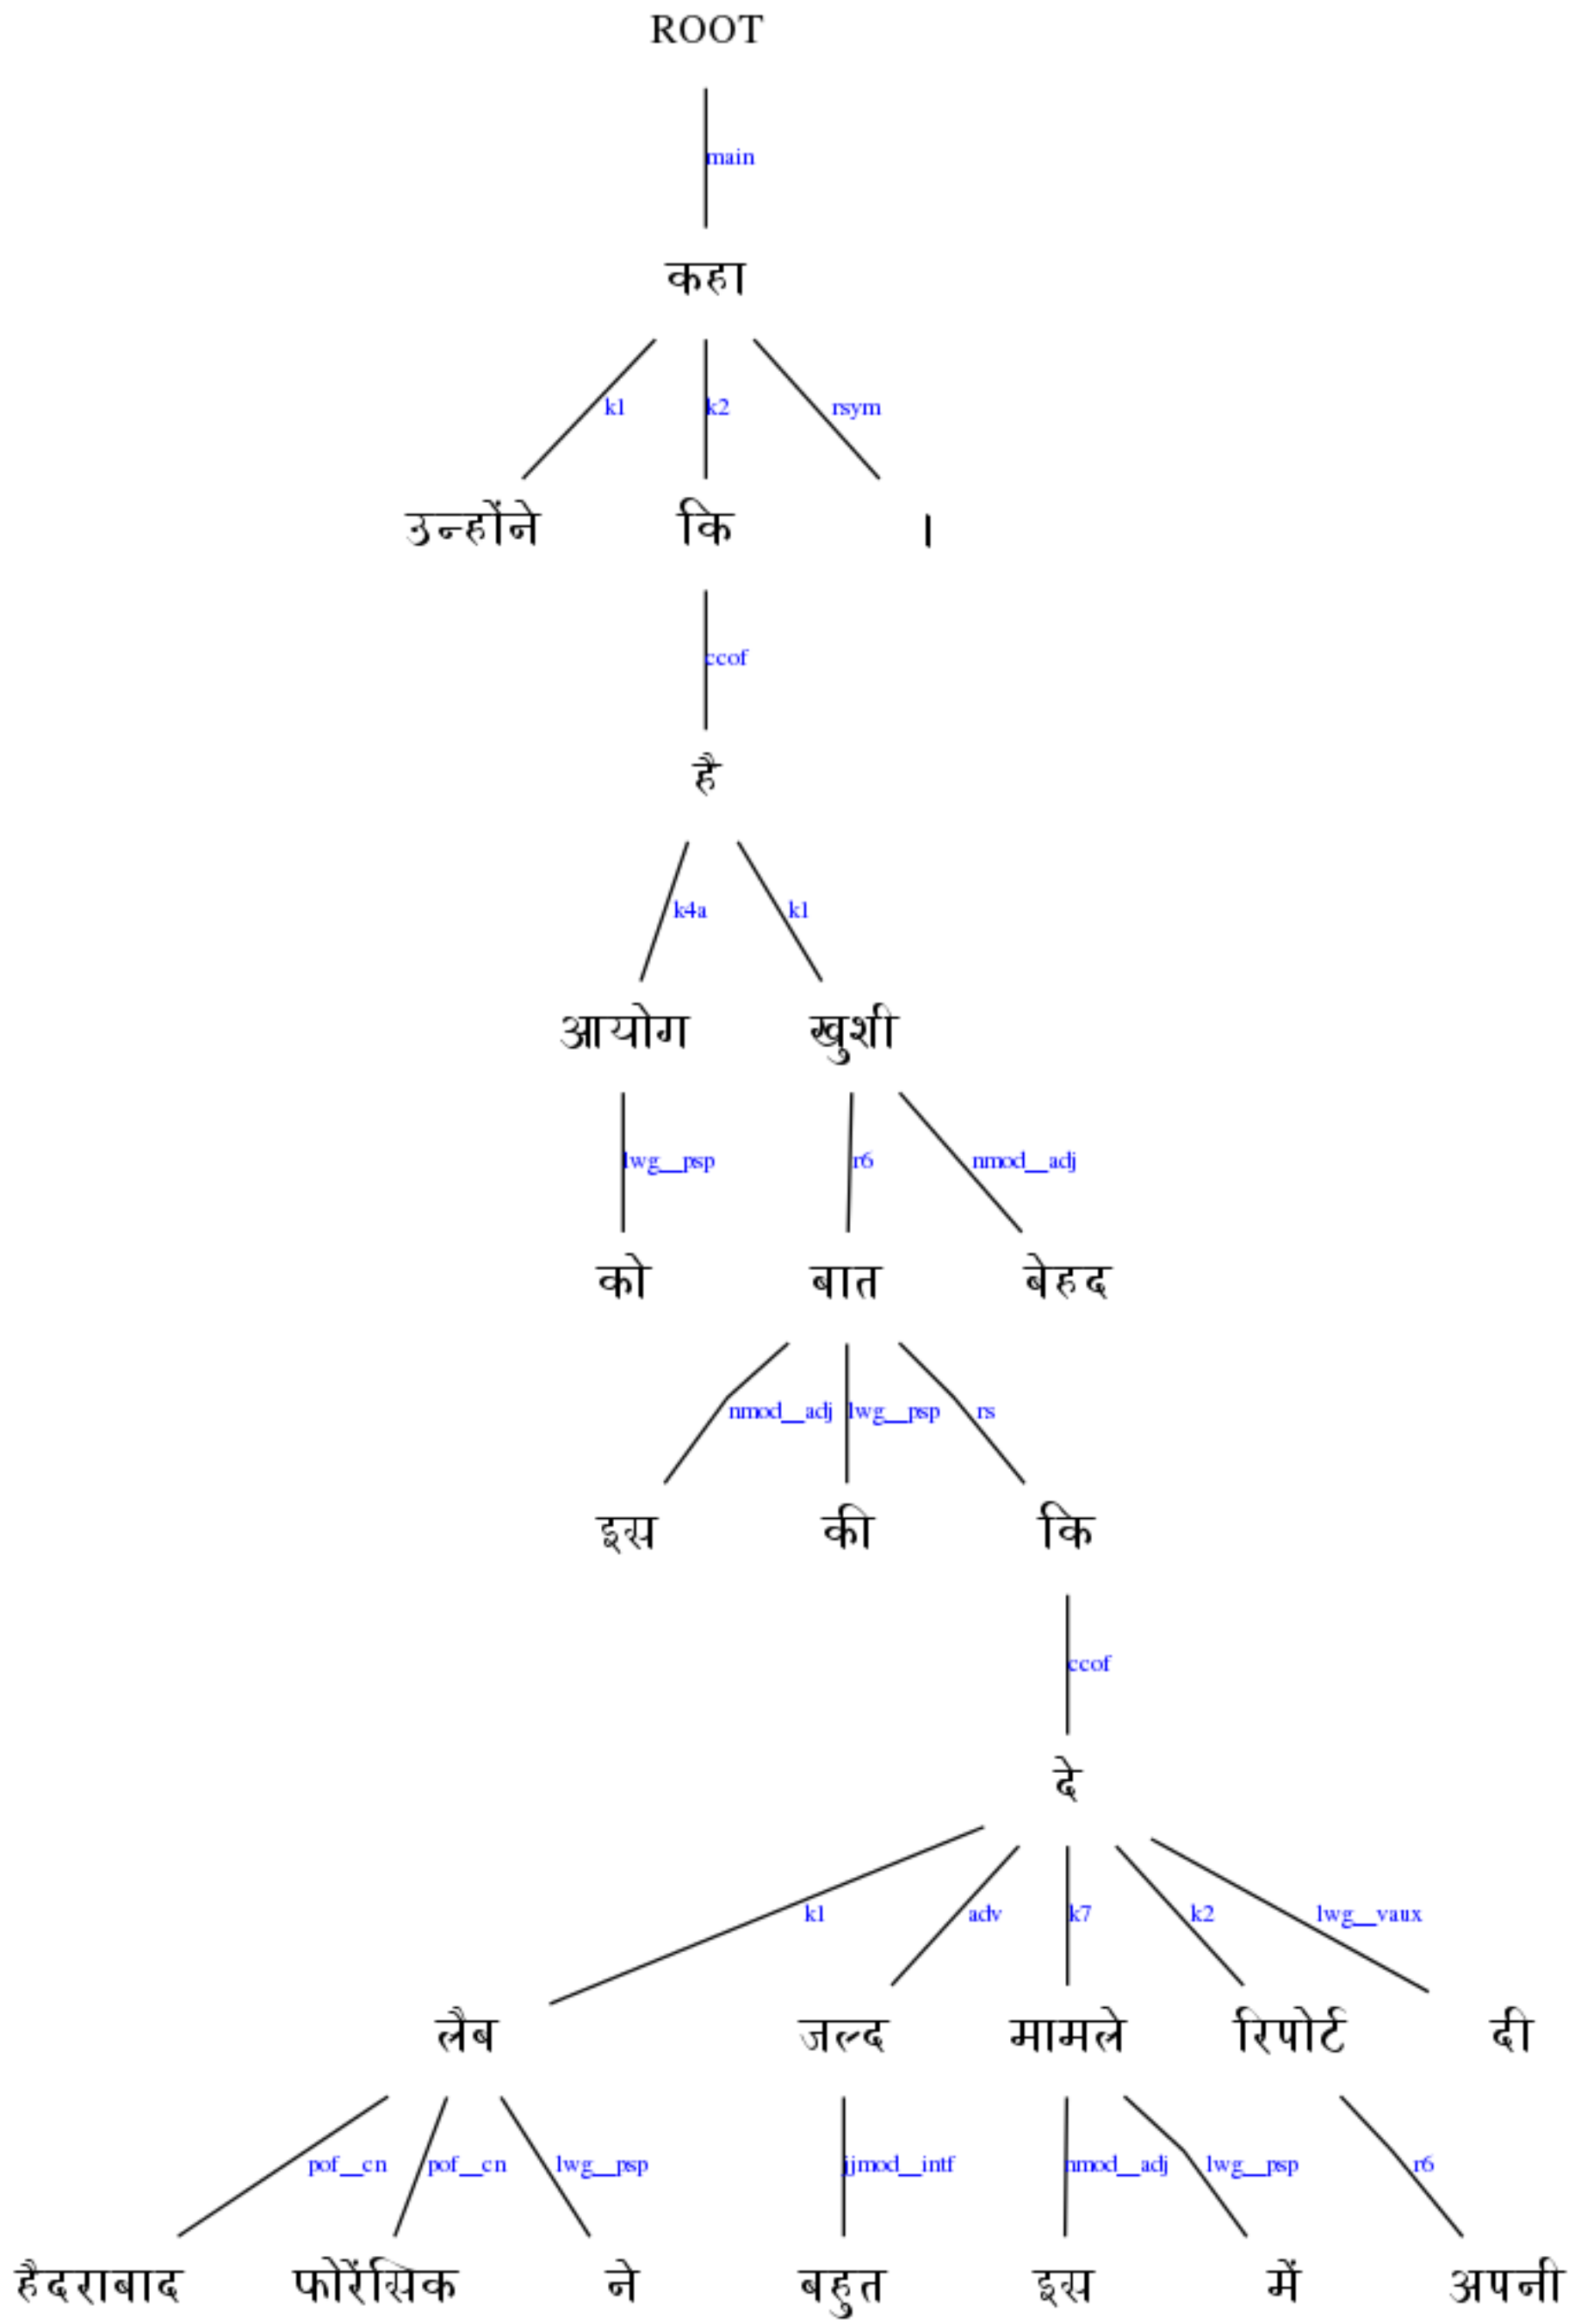 ROOT
main
कहा
k1 k2 rsym
उन्होंने कि ।
ccof
है
k4a k1
आयोग खुशी
lwg__psp r6 nmod__adj
को बात बेहद
nmod__adj lwg__psp rs
इस की कि
ccof
दे
k1 adv k7 k2 lwg__vaux
लैब जल्द मामले रिपोर्ट दी
pof__cn pof__cn lwg__psp jjmod__intf nmod__adj lwg__psp r6
हैदराबाद फोरेंसिक ने बहुत इस में अपनी